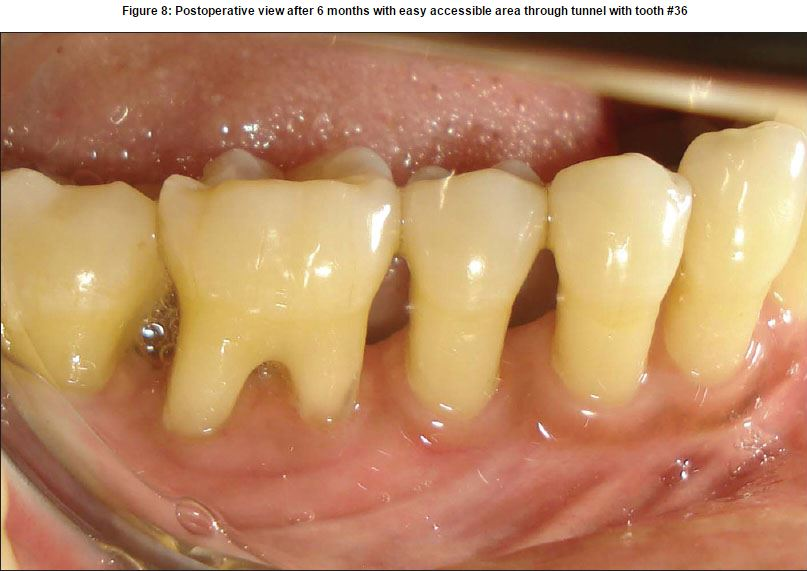 Figure 8: Postoperative view after 6 months with easy accessible area through tunnel with tooth #36